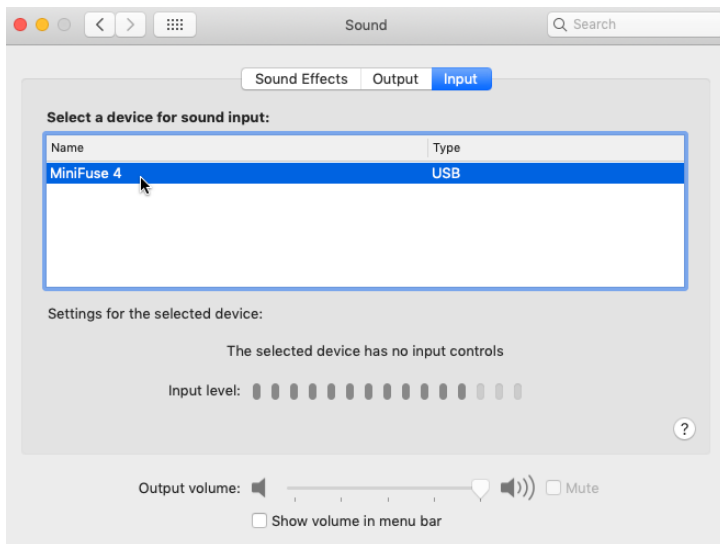 Sound
Search
Sound Effects Output Input
Select a device for sound input:
Name Type
MiniFuse 4 USB
Settings for the selected device:
The selected device has no input controls
Input level:
?
Output volume: Mute
Show volume in menu bar